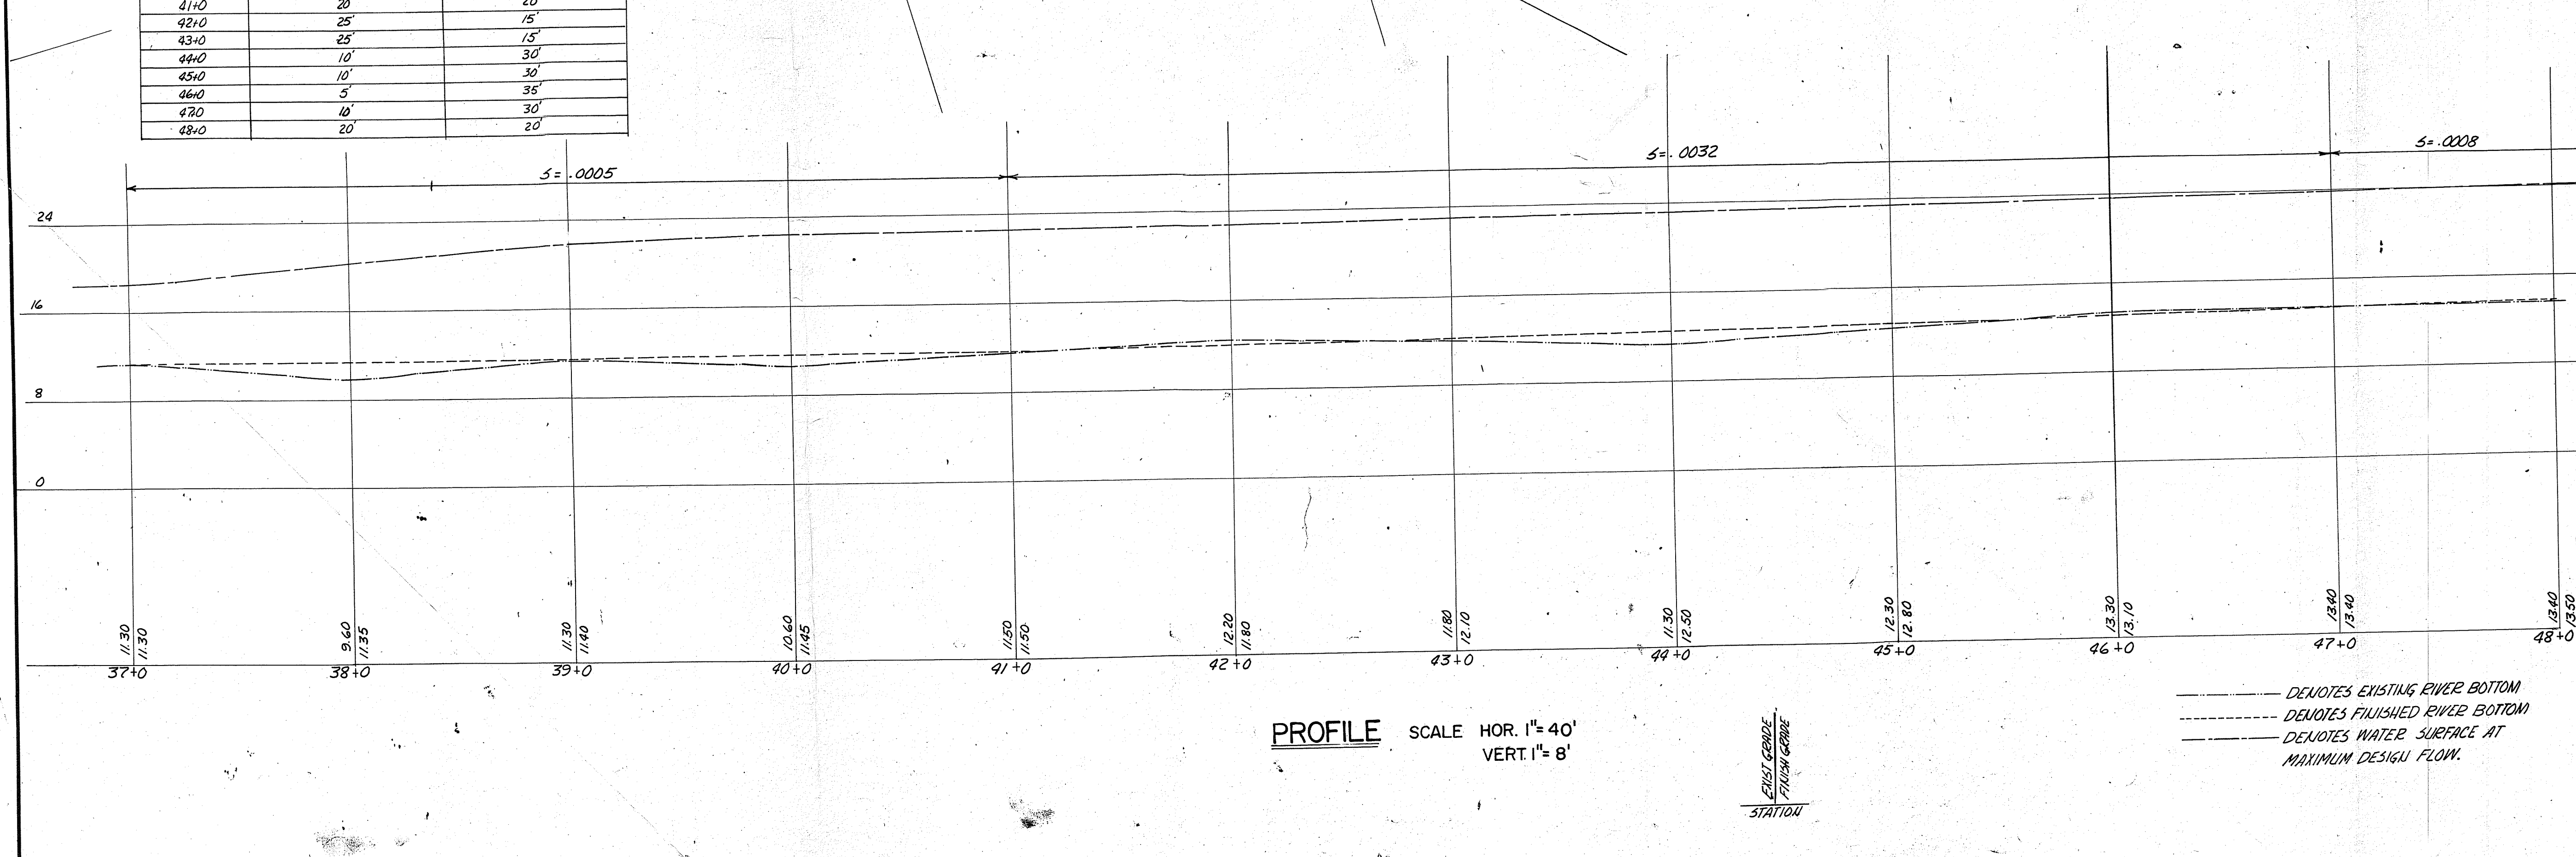 41+0 20' 20'
42+0 25' 15'
43+0 25' 15'
44+0 10' 30'
45+0 10' 30'
46+0 5' 35'
47+0 10' 30'
48+0 20' 20'
S= .0005
S= .0032
S= .0008
24
16
8
0
11.30 11.30
9.60 11.35
11.30 11.40
10.60 11.45
11.50 11.50
12.20 11.80
11.80 12.10
11.30 12.50
12.30 12.80
13.30 13.10
13.40 13.40
13.40 13.50
37+0 38+0 39+0 40+0 41+0 42+0 43+0 44+0 45+0 46+0 47+0 48+0
PROFILE SCALE HOR. 1"= 40'
VERT. 1"= 8'
EXIST GRADE
FINISH GRADE
STATION
DENOTES EXISTING RIVER BOTTOM
DENOTES FINISHED RIVER BOTTOM
DENOTES WATER SURFACE AT
MAXIMUM DESIGN FLOW.